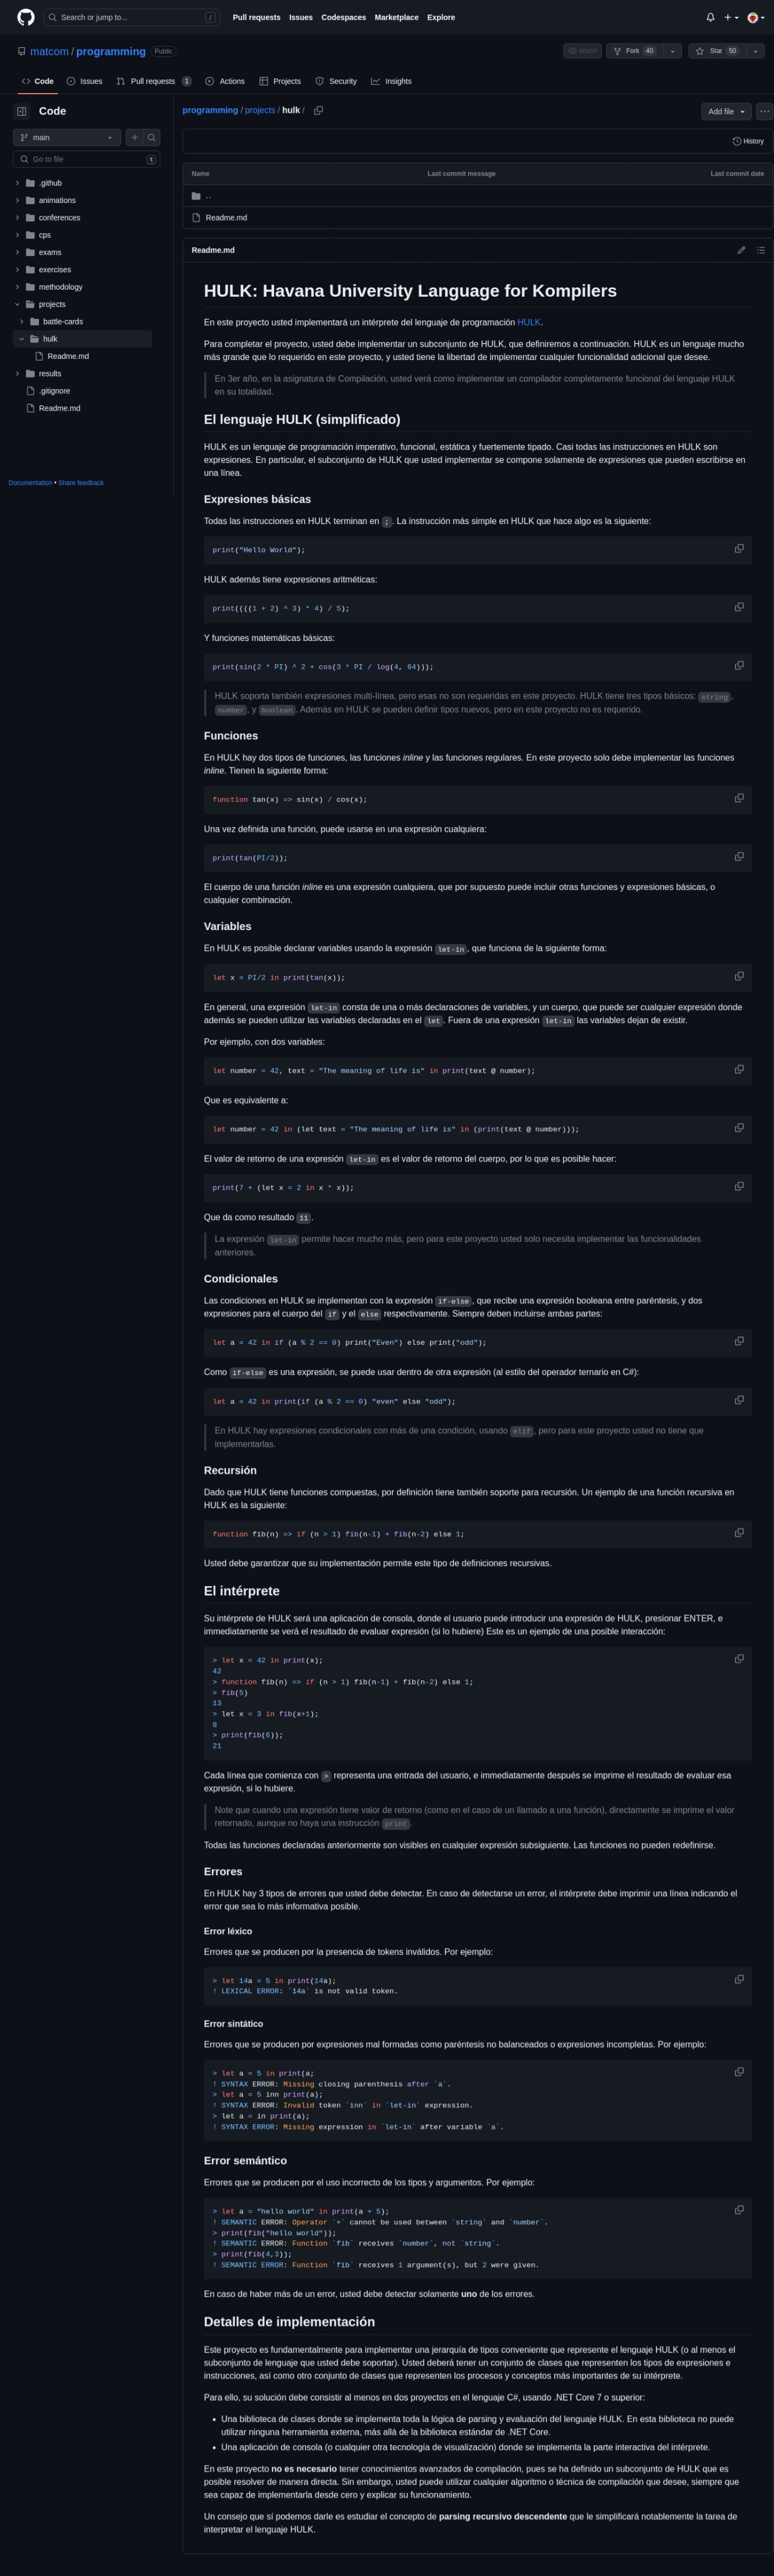 Search or jump to... /
Pull requests Issues Codespaces Marketplace Explore
matcom / programming Public
Watch Fork 40 Star 50
Code Issues Pull requests 1 Actions Projects Security Insights
Code
main
Go to file t
.github
animations
conferences
cps
exams
exercises
methodology
projects
battle-cards
hulk
Readme.md
results
.gitignore
Readme.md
Documentation • Share feedback
programming / projects / hulk /
Add file
History
Name Last commit message Last commit date
..
Readme.md
Readme.md
HULK: Havana University Language for Kompilers
En este proyecto usted implementará un intérprete del lenguaje de programación HULK.
Para completar el proyecto, usted debe implementar un subconjunto de HULK, que definiremos a continuación. HULK es un lenguaje mucho
más grande que lo requerido en este proyecto, y usted tiene la libertad de implementar cualquier funcionalidad adicional que desee.
En 3er año, en la asignatura de Compilación, usted verá como implementar un compilador completamente funcional del lenguaje HULK
en su totalidad.
El lenguaje HULK (simplificado)
HULK es un lenguaje de programación imperativo, funcional, estática y fuertemente tipado. Casi todas las instrucciones en HULK son
expresiones. En particular, el subconjunto de HULK que usted implementar se compone solamente de expresiones que pueden escribirse en
una línea.
Expresiones básicas
Todas las instrucciones en HULK terminan en ;. La instrucción más simple en HULK que hace algo es la siguiente:
print("Hello World");
HULK además tiene expresiones aritméticas:
print((((1 + 2) ^ 3) * 4) / 5);
Y funciones matemáticas básicas:
print(sin(2 * PI) ^ 2 + cos(3 * PI / log(4, 64)));
HULK soporta también expresiones multi-línea, pero esas no son requeridas en este proyecto. HULK tiene tres tipos básicos: string,
number, y boolean. Además en HULK se pueden definir tipos nuevos, pero en este proyecto no es requerido.
Funciones
En HULK hay dos tipos de funciones, las funciones inline y las funciones regulares. En este proyecto solo debe implementar las funciones
inline. Tienen la siguiente forma:
function tan(x) => sin(x) / cos(x);
Una vez definida una función, puede usarse en una expresión cualquiera:
print(tan(PI/2));
El cuerpo de una función inline es una expresión cualquiera, que por supuesto puede incluir otras funciones y expresiones básicas, o
cualquier combinación.
Variables
En HULK es posible declarar variables usando la expresión let-in, que funciona de la siguiente forma:
let x = PI/2 in print(tan(x));
En general, una expresión let-in consta de una o más declaraciones de variables, y un cuerpo, que puede ser cualquier expresión donde
además se pueden utilizar las variables declaradas en el let. Fuera de una expresión let-in las variables dejan de existir.
Por ejemplo, con dos variables:
let number = 42, text = "The meaning of life is" in print(text @ number);
Que es equivalente a:
let number = 42 in (let text = "The meaning of life is" in (print(text @ number)));
El valor de retorno de una expresión let-in es el valor de retorno del cuerpo, por lo que es posible hacer:
print(7 + (let x = 2 in x * x));
Que da como resultado 11.
La expresión let-in permite hacer mucho más, pero para este proyecto usted solo necesita implementar las funcionalidades
anteriores.
Condicionales
Las condiciones en HULK se implementan con la expresión if-else, que recibe una expresión booleana entre paréntesis, y dos
expresiones para el cuerpo del if y el else respectivamente. Siempre deben incluirse ambas partes:
let a = 42 in if (a % 2 == 0) print("Even") else print("odd");
Como if-else es una expresión, se puede usar dentro de otra expresión (al estilo del operador ternario en C#):
let a = 42 in print(if (a % 2 == 0) "even" else "odd");
En HULK hay expresiones condicionales con más de una condición, usando elif, pero para este proyecto usted no tiene que
implementarlas.
Recursión
Dado que HULK tiene funciones compuestas, por definición tiene también soporte para recursión. Un ejemplo de una función recursiva en
HULK es la siguiente:
function fib(n) => if (n > 1) fib(n-1) + fib(n-2) else 1;
Usted debe garantizar que su implementación permite este tipo de definiciones recursivas.
El intérprete
Su intérprete de HULK será una aplicación de consola, donde el usuario puede introducir una expresión de HULK, presionar ENTER, e
immediatamente se verá el resultado de evaluar expresión (si lo hubiere) Este es un ejemplo de una posible interacción:
> let x = 42 in print(x);
42
> function fib(n) => if (n > 1) fib(n-1) + fib(n-2) else 1;
> fib(5)
13
> let x = 3 in fib(x+1);
8
> print(fib(6));
21
Cada línea que comienza con > representa una entrada del usuario, e immediatamente después se imprime el resultado de evaluar esa
expresión, si lo hubiere.
Note que cuando una expresión tiene valor de retorno (como en el caso de un llamado a una función), directamente se imprime el valor
retornado, aunque no haya una instrucción print.
Todas las funciones declaradas anteriormente son visibles en cualquier expresión subsiguiente. Las funciones no pueden redefinirse.
Errores
En HULK hay 3 tipos de errores que usted debe detectar. En caso de detectarse un error, el intérprete debe imprimir una línea indicando el
error que sea lo más informativa posible.
Error léxico
Errores que se producen por la presencia de tokens inválidos. Por ejemplo:
> let 14a = 5 in print(14a);
! LEXICAL ERROR: `14a` is not valid token.
Error sintático
Errores que se producen por expresiones mal formadas como paréntesis no balanceados o expresiones incompletas. Por ejemplo:
> let a = 5 in print(a;
! SYNTAX ERROR: Missing closing parenthesis after `a`.
> let a = 5 inn print(a);
! SYNTAX ERROR: Invalid token `inn` in `let-in` expression.
> let a = in print(a);
! SYNTAX ERROR: Missing expression in `let-in` after variable `a`.
Error semántico
Errores que se producen por el uso incorrecto de los tipos y argumentos. Por ejemplo:
> let a = "hello world" in print(a + 5);
! SEMANTIC ERROR: Operator `+` cannot be used between `string` and `number`.
> print(fib("hello world"));
! SEMANTIC ERROR: Function `fib` receives `number`, not `string`.
> print(fib(4,3));
! SEMANTIC ERROR: Function `fib` receives 1 argument(s), but 2 were given.
En caso de haber más de un error, usted debe detectar solamente uno de los errores.
Detalles de implementación
Este proyecto es fundamentalmente para implementar una jerarquía de tipos conveniente que represente el lenguaje HULK (o al menos el
subconjunto de lenguaje que usted debe soportar). Usted deberá tener un conjunto de clases que representen los tipos de expresiones e
instrucciones, así como otro conjunto de clases que representen los procesos y conceptos más importantes de su intérprete.
Para ello, su solución debe consistir al menos en dos proyectos en el lenguaje C#, usando .NET Core 7 o superior:
• Una biblioteca de clases donde se implementa toda la lógica de parsing y evaluación del lenguaje HULK. En esta biblioteca no puede
utilizar ninguna herramienta externa, más allá de la biblioteca estándar de .NET Core.
• Una aplicación de consola (o cualquier otra tecnología de visualización) donde se implementa la parte interactiva del intérprete.
En este proyecto no es necesario tener conocimientos avanzados de compilación, pues se ha definido un subconjunto de HULK que es
posible resolver de manera directa. Sin embargo, usted puede utilizar cualquier algoritmo o técnica de compilación que desee, siempre que
sea capaz de implementarla desde cero y explicar su funcionamiento.
Un consejo que sí podemos darle es estudiar el concepto de parsing recursivo descendente que le simplificará notablemente la tarea de
interpretar el lenguaje HULK.